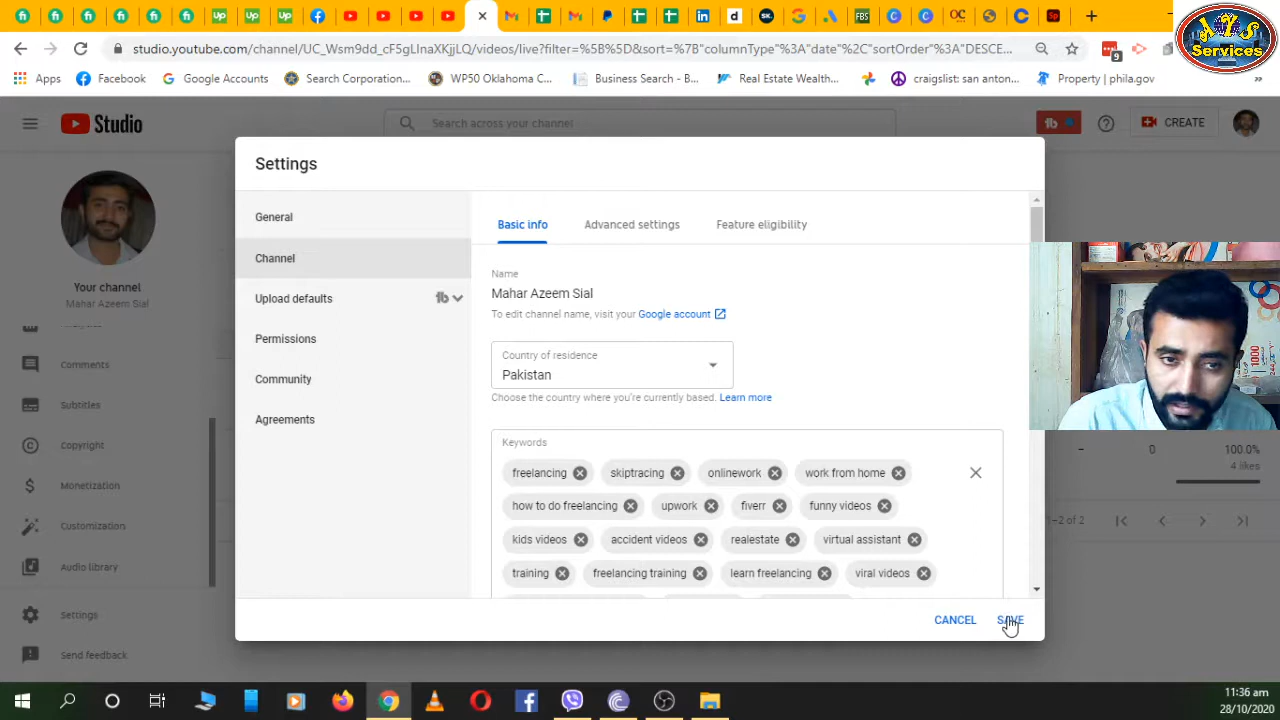 studio.youtube.com/channel/UC_Wsm9dd_cF5gLlnaXKjjLQ/videos/live?filter=%5B%5D&sort=%7B"columnType"%3A"date"%2C"sortOrder"%3A"DESCE...
Apps Facebook Google Accounts Search Corporation... WP50 Oklahoma C... Business Search - B... Real Estate Wealth... craigslist: san anton... Property | phila.gov »
AZS
Services
9
Studio
Search across your channel
CREATE
Your channel
Mahar Azeem Sial
Comments
Subtitles
Copyright
Monetization
Customization
Audio library
Settings
Send feedback
Settings
General
Channel
Upload defaults
Permissions
Community
Agreements
Basic info Advanced settings Feature eligibility
Name
Mahar Azeem Sial
To edit channel name, visit your Google account
Country of residence
Pakistan
Choose the country where you're currently based. Learn more
Keywords
freelancing skiptracing onlinework work from home
how to do freelancing upwork fiverr funny videos
kids videos accident videos realestate virtual assistant
training freelancing training learn freelancing viral videos
CANCEL SAVE
– 0 100.0%
4 likes
1–2 of 2
11:36 am
28/10/2020